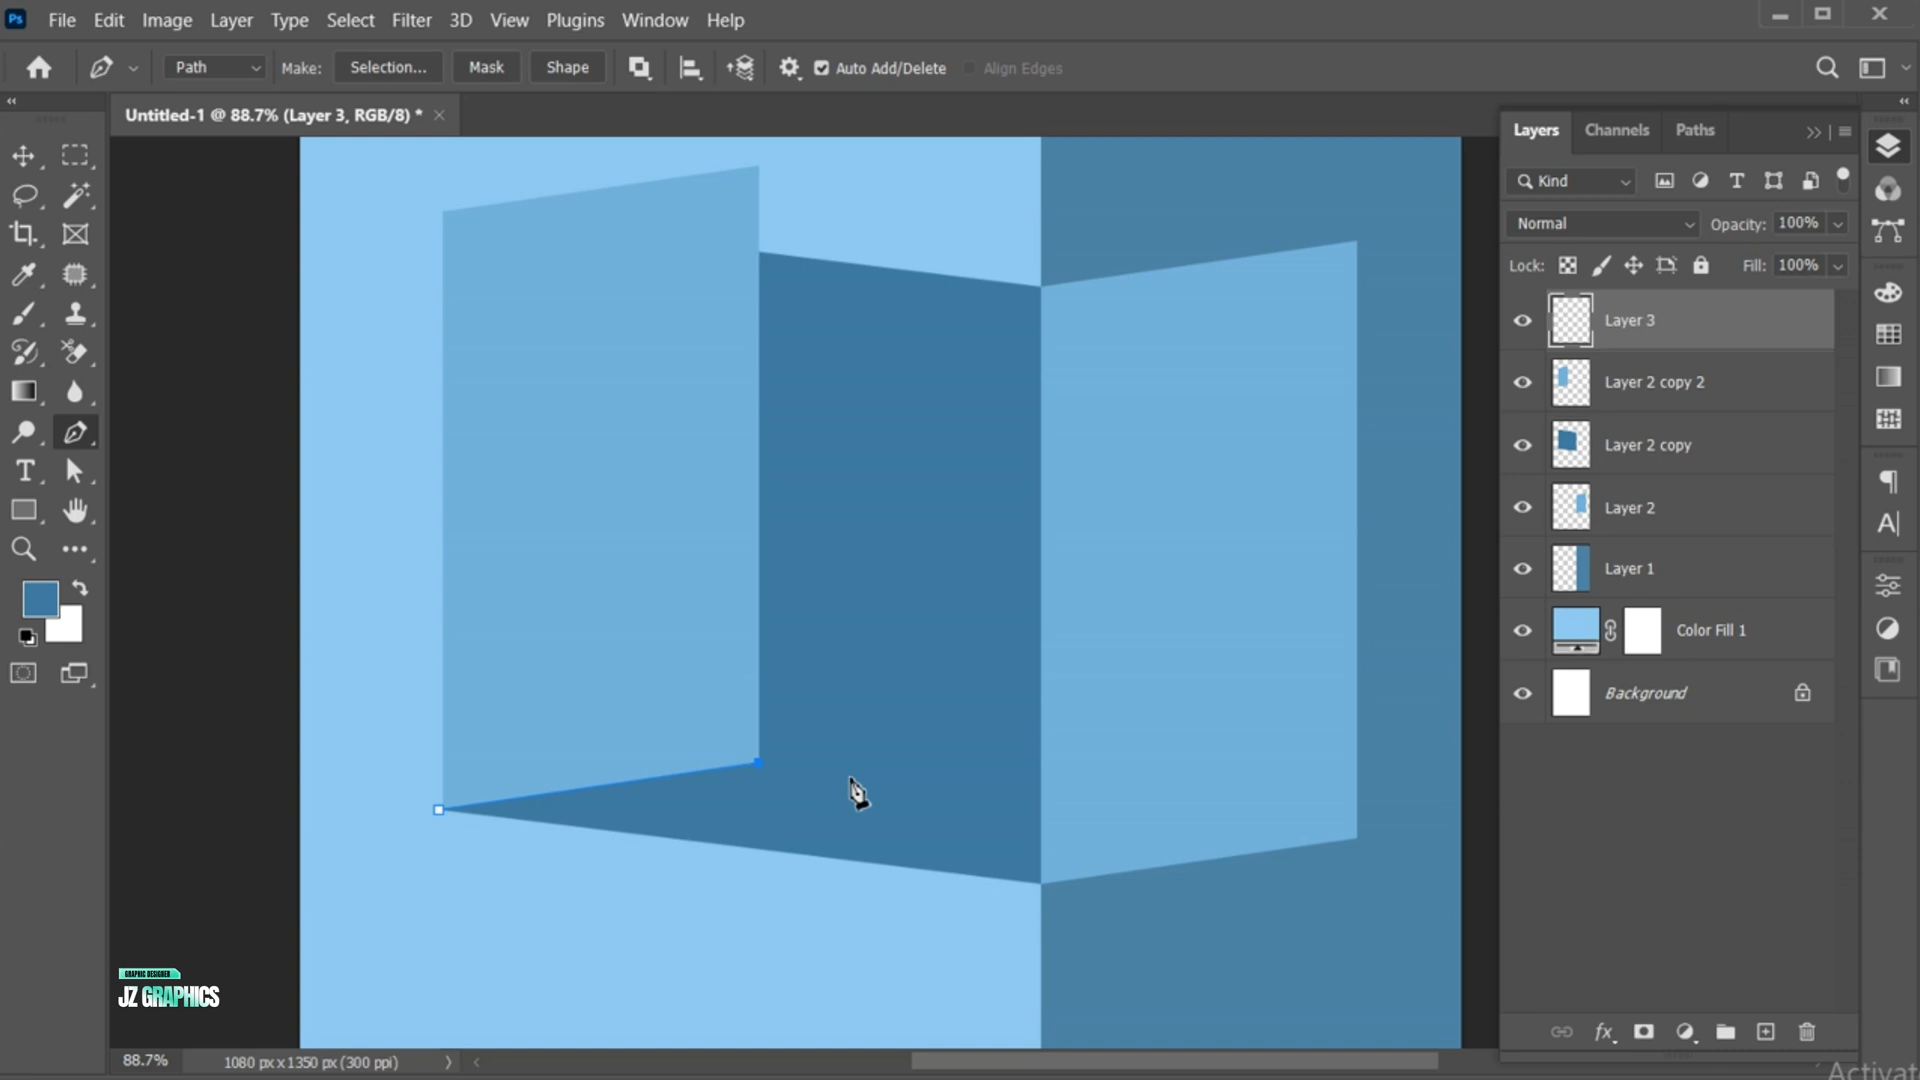 Ps File Edit Image Layer Type Select Filter 3D View Plugins Window Help
Path Make: Selection... Mask Shape Auto Add/Delete Align Edges
Untitled-1 @ 88.7% (Layer 3, RGB/8) *
Layers Channels Paths
Kind
Normal Opacity: 100%
Lock: Fill: 100%
Layer 3
Layer 2 copy 2
Layer 2 copy
Layer 2
Layer 1
Color Fill 1
Background
GRAPHIC DESIGNER
JZ GRAPHICS
88.7% 1080 px x 1350 px (300 ppi)
Activat